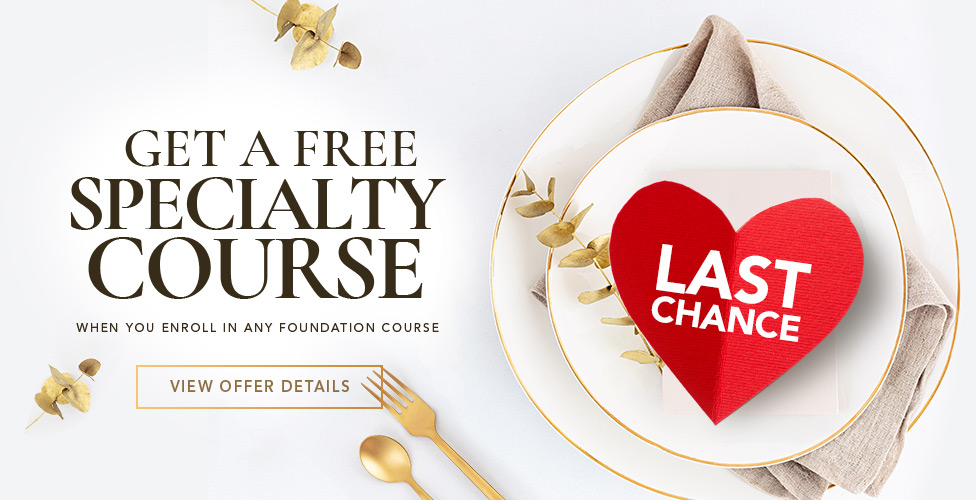 GET A FREE
SPECIALTY
COURSE
WHEN YOU ENROLL IN ANY FOUNDATION COURSE
VIEW OFFER DETAILS
LAST
CHANCE